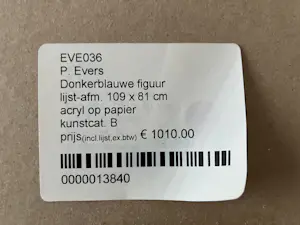 EVE036
P. Evers
Donkerblauwe figuur
lijst-afm. 109 x 81 cm
acryl op papier
kunstcat. B
prijs(incl.lijst,ex.btw) € 1010.00
0000013840